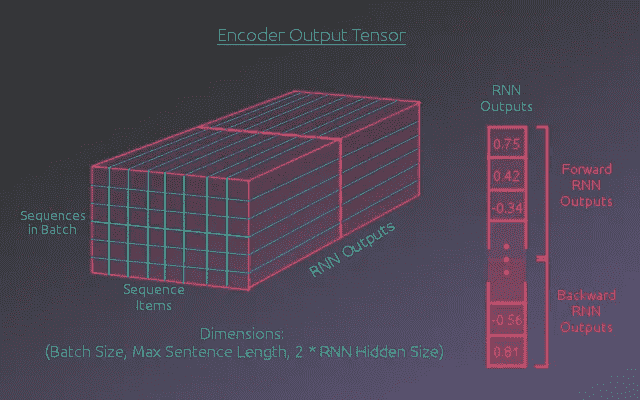 Encoder Output Tensor
RNN
Outputs
0.75
0.42
-0.34
-0.56
0.81
Forward
RNN
Outputs
Backward
RNN
Outputs
Sequences
in Batch
Sequence
Items
RNN Outputs
Dimensions:
(Batch Size, Max Sentence Length, 2 * RNN Hidden Size)